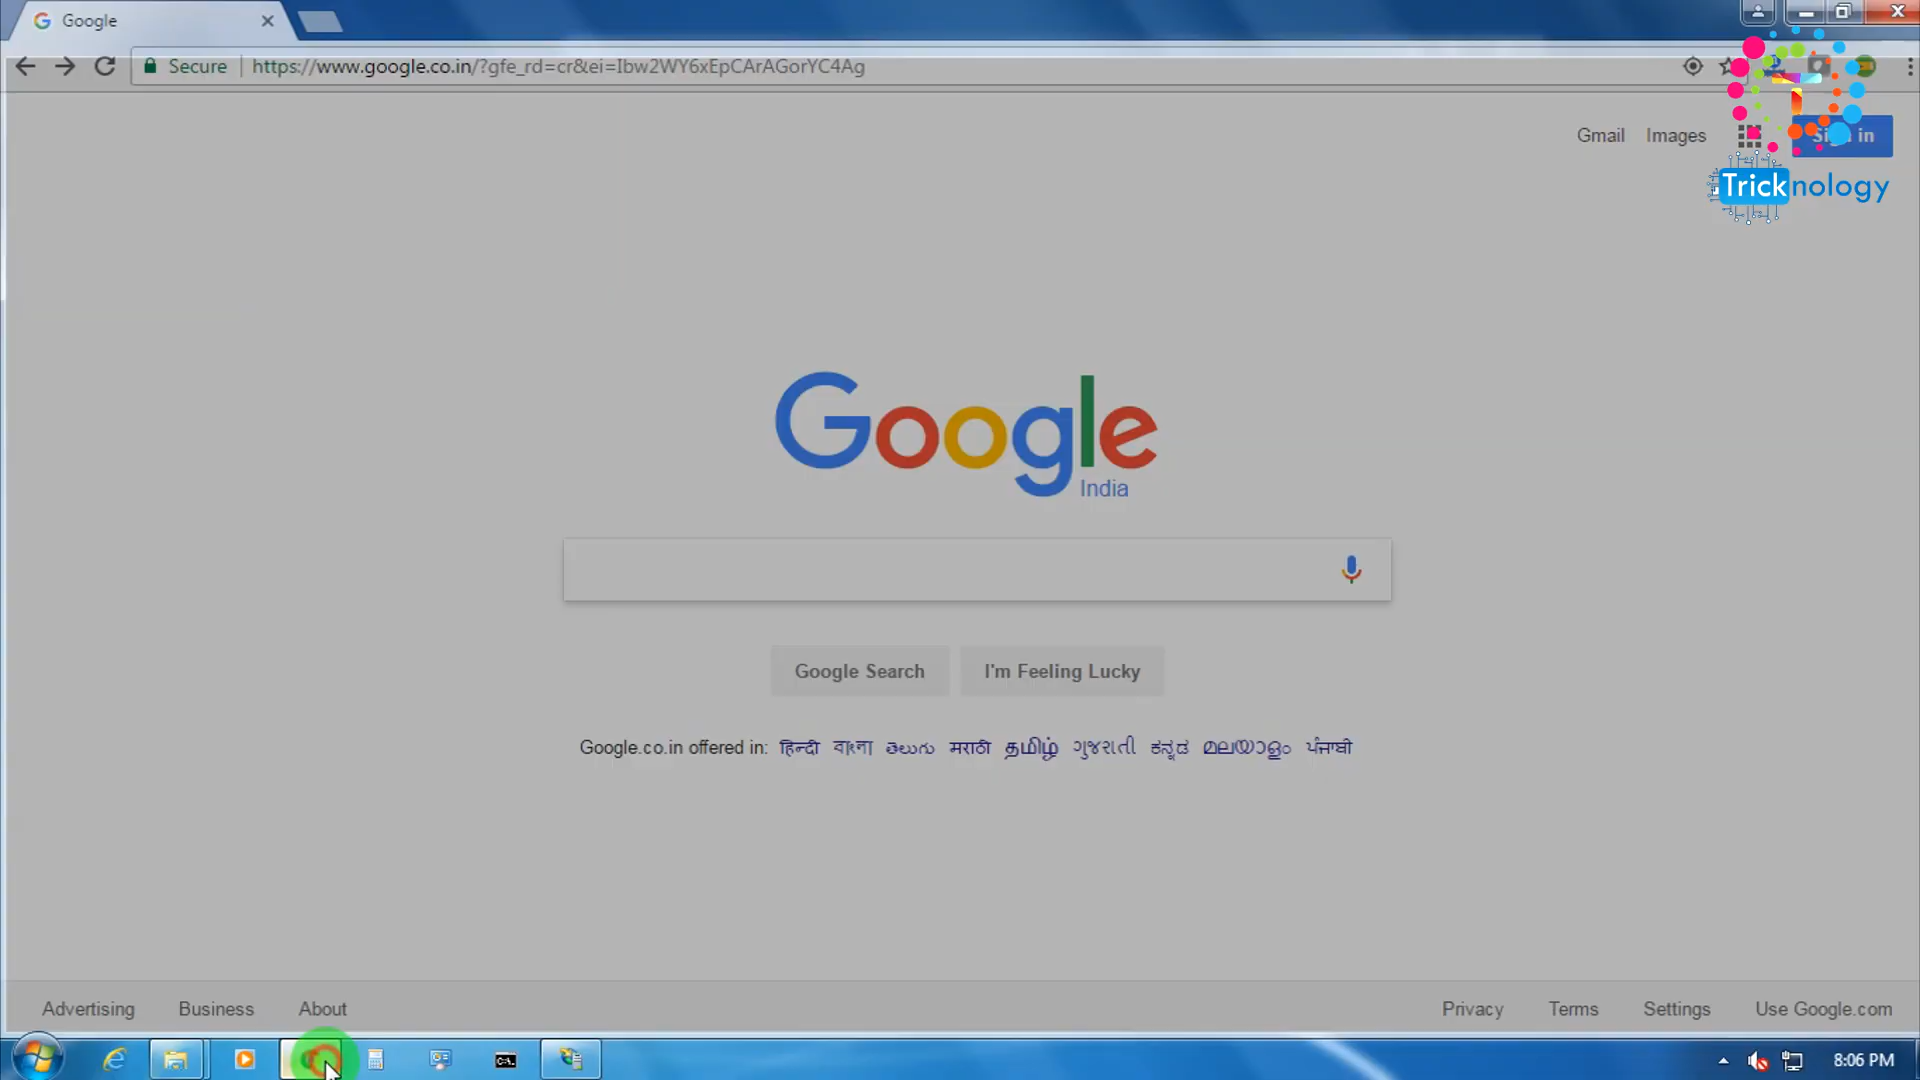 Google
Secure
https://www.google.co.in/?gfe_rd=cr&ei=Ibw2WY6xEpCArAGorYC4Ag
Gmail Images Sign in
Tricknology
Google
India
Google Search I'm Feeling Lucky
Google.co.in offered in: हिन्दी বাংলা తెలుగు मराठी தமிழ் ગુજરાતી ಕನ್ನಡ മലയാളം ਪੰਜਾਬੀ
Advertising Business About Privacy Terms Settings Use Google.com
8:06 PM